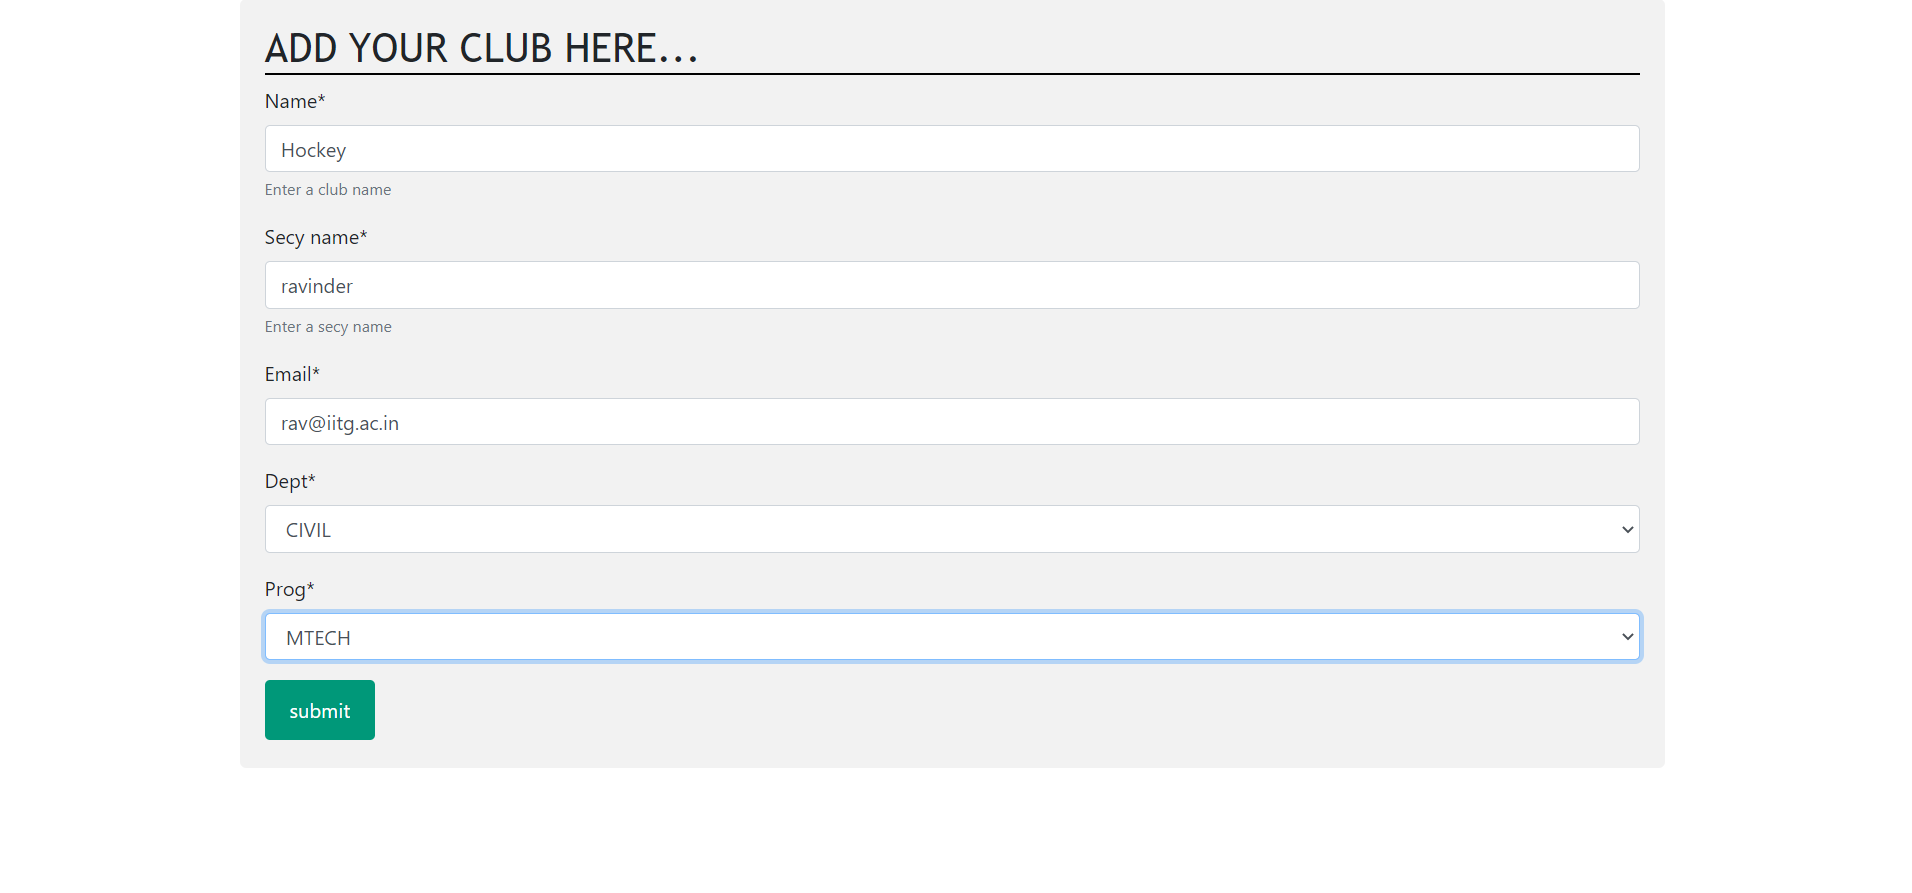 ADD YOUR CLUB HERE...
Name*
Hockey
Enter a club name
Secy name*
ravinder
Enter a secy name
Email*
rav@iitg.ac.in
Dept*
CIVIL
Prog*
MTECH
submit